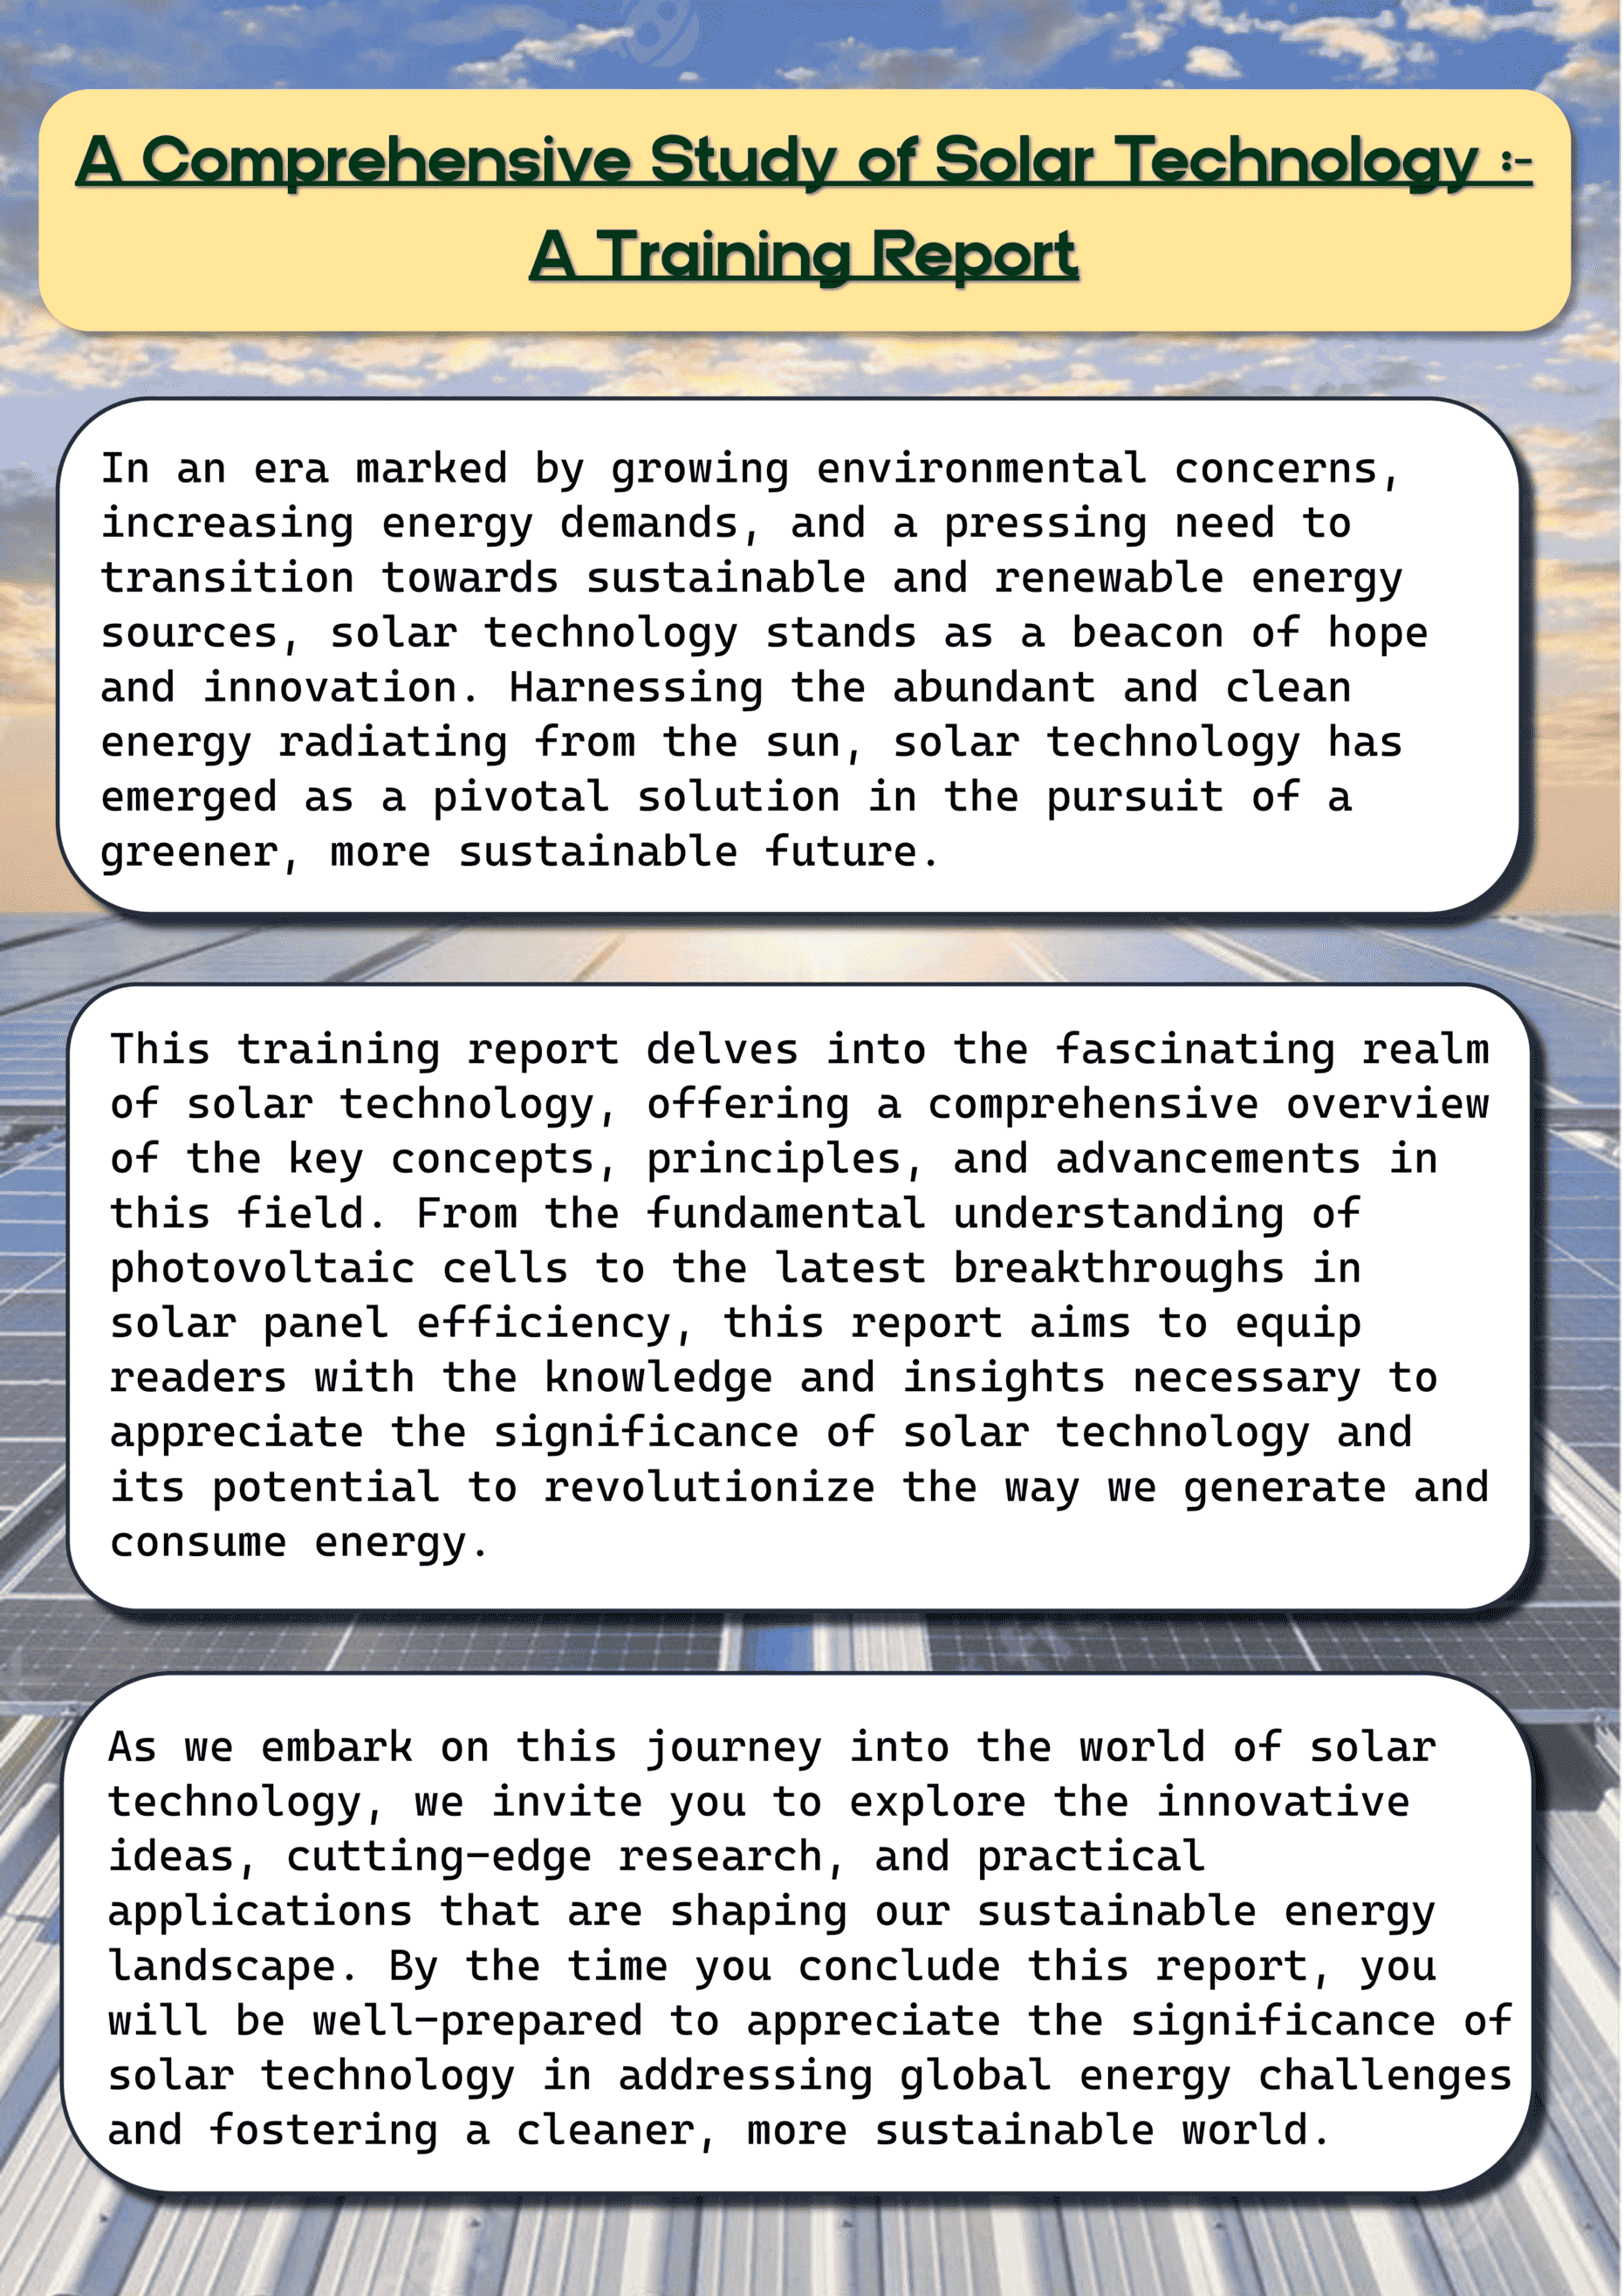 A Comprehensive Study of Solar Technology :-
A Training Report
In an era marked by growing environmental concerns,
increasing energy demands, and a pressing need to
transition towards sustainable and renewable energy
sources, solar technology stands as a beacon of hope
and innovation. Harnessing the abundant and clean
energy radiating from the sun, solar technology has
emerged as a pivotal solution in the pursuit of a
greener, more sustainable future.
This training report delves into the fascinating realm
of solar technology, offering a comprehensive overview
of the key concepts, principles, and advancements in
this field. From the fundamental understanding of
photovoltaic cells to the latest breakthroughs in
solar panel efficiency, this report aims to equip
readers with the knowledge and insights necessary to
appreciate the significance of solar technology and
its potential to revolutionize the way we generate and
consume energy.
As we embark on this journey into the world of solar
technology, we invite you to explore the innovative
ideas, cutting-edge research, and practical
applications that are shaping our sustainable energy
landscape. By the time you conclude this report, you
will be well-prepared to appreciate the significance of
solar technology in addressing global energy challenges
and fostering a cleaner, more sustainable world.